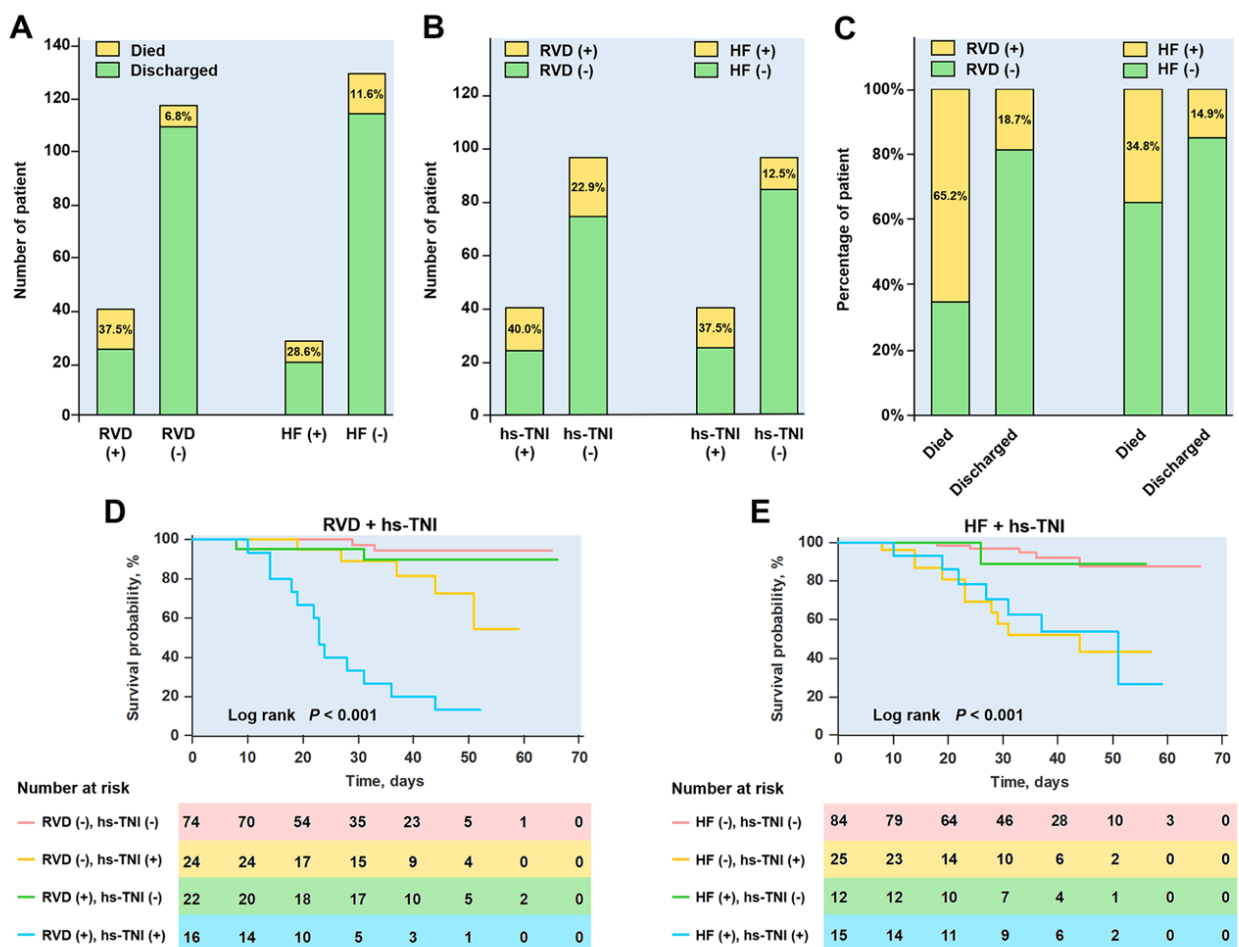 A
Died
Discharged
140
120
100
80
60
40
20
0
Number of patient
37.5%
6.8%
28.6%
11.6%
RVD
(+)
RVD
(-)
HF (+)
HF (-)
B
RVD (+)
RVD (-)
HF (+)
HF (-)
120
100
80
60
40
20
0
Number of patient
40.0%
22.9%
37.5%
12.5%
hs-TNI
(+)
hs-TNI
(-)
hs-TNI
(+)
hs-TNI
(-)
C
RVD (+)
RVD (-)
HF (+)
HF (-)
100%
80%
60%
40%
20%
0%
Percentage of patient
65.2%
18.7%
34.8%
14.9%
Died
Discharged
Died
Discharged
D
RVD + hs-TNI
100
80
60
40
20
0
Survival probability, %
Log rank P < 0.001
0 10 20 30 40 50 60 70
Time, days
Number at risk
RVD (-), hs-TNI (-) 74 70 54 35 23 5 1 0
RVD (-), hs-TNI (+) 24 24 17 15 9 4 0 0
RVD (+), hs-TNI (-) 22 20 18 17 10 5 2 0
RVD (+), hs-TNI (+) 16 14 10 5 3 1 0 0
E
HF + hs-TNI
100
80
60
40
20
0
Survival probability, %
Log rank P < 0.001
0 10 20 30 40 50 60 70
Time, days
Number at risk
HF (-), hs-TNI (-) 84 79 64 46 28 10 3 0
HF (-), hs-TNI (+) 25 23 14 10 6 2 0 0
HF (+), hs-TNI (-) 12 12 10 7 4 1 0 0
HF (+), hs-TNI (+) 15 14 11 9 6 2 0 0